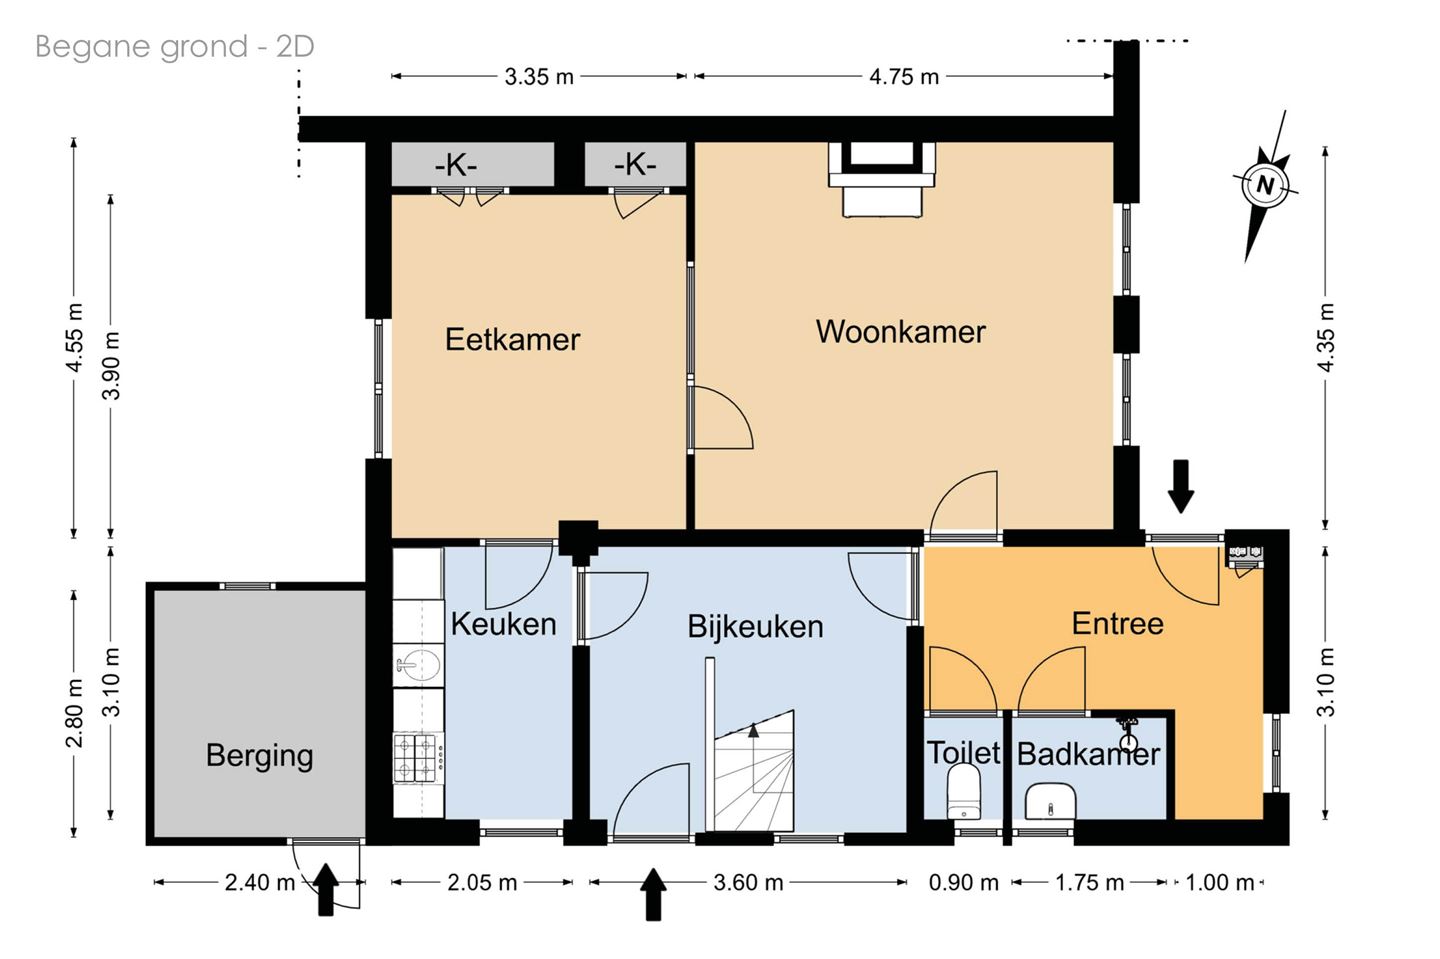 Begane grond - 2D
3.35 m
4.75 m
-K-
-K-
N
4.55 m
3.90 m
4.35 m
Eetkamer
Woonkamer
Keuken
Bijkeuken
Entree
2.80 m
3.10 m
3.10 m
Berging
Toilet
Badkamer
2.40 m
2.05 m
3.60 m
0.90 m
1.75 m
1.00 m